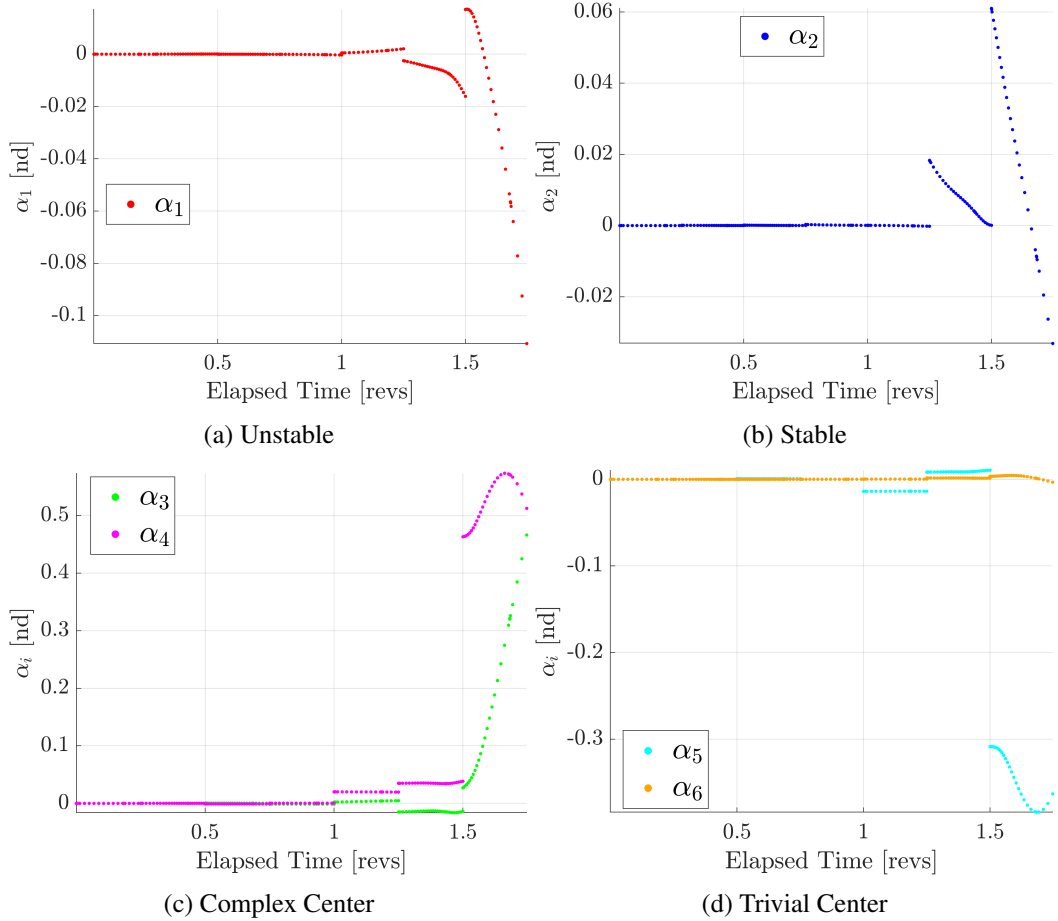 0
-0.02
-0.04
-0.06
-0.08
-0.1
α1 [nd]
α1
0.5
1
1.5
Elapsed Time [revs]
(a) Unstable
0.06
0.04
0.02
0
0.02
α2 [nd]
α2
0.5
1
1.5
Elapsed Time [revs]
(b) Stable
0.5
0.4
0.3
0.2
0.1
0
αi [nd]
α3
α4
0.5
1
1.5
Elapsed Time [revs]
(c) Complex Center
0
-0.1
-0.2
-0.3
αi [nd]
α5
α6
0.5
1
1.5
Elapsed Time [revs]
(d) Trivial Center